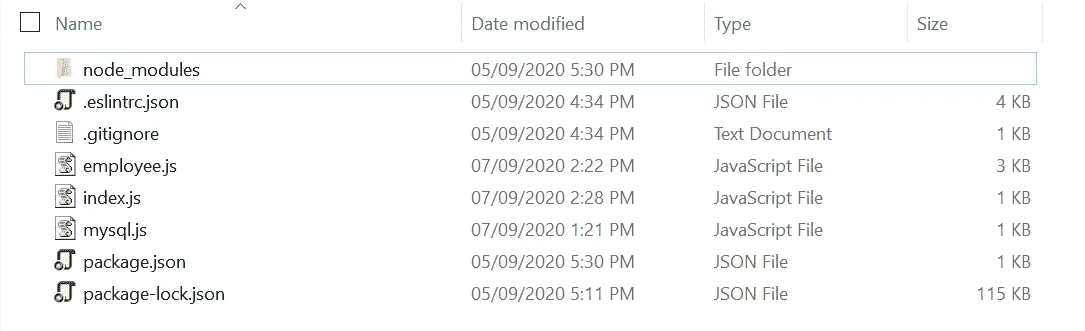 Name Date modified Type Size
node_modules 05/09/2020 5:30 PM File folder
.eslintrc.json 05/09/2020 4:34 PM JSON File 4 KB
.gitignore 05/09/2020 4:34 PM Text Document 1 KB
employee.js 07/09/2020 2:22 PM JavaScript File 3 KB
index.js 07/09/2020 2:28 PM JavaScript File 1 KB
mysql.js 07/09/2020 1:21 PM JavaScript File 1 KB
package.json 05/09/2020 5:30 PM JSON File 1 KB
package-lock.json 05/09/2020 5:11 PM JSON File 115 KB